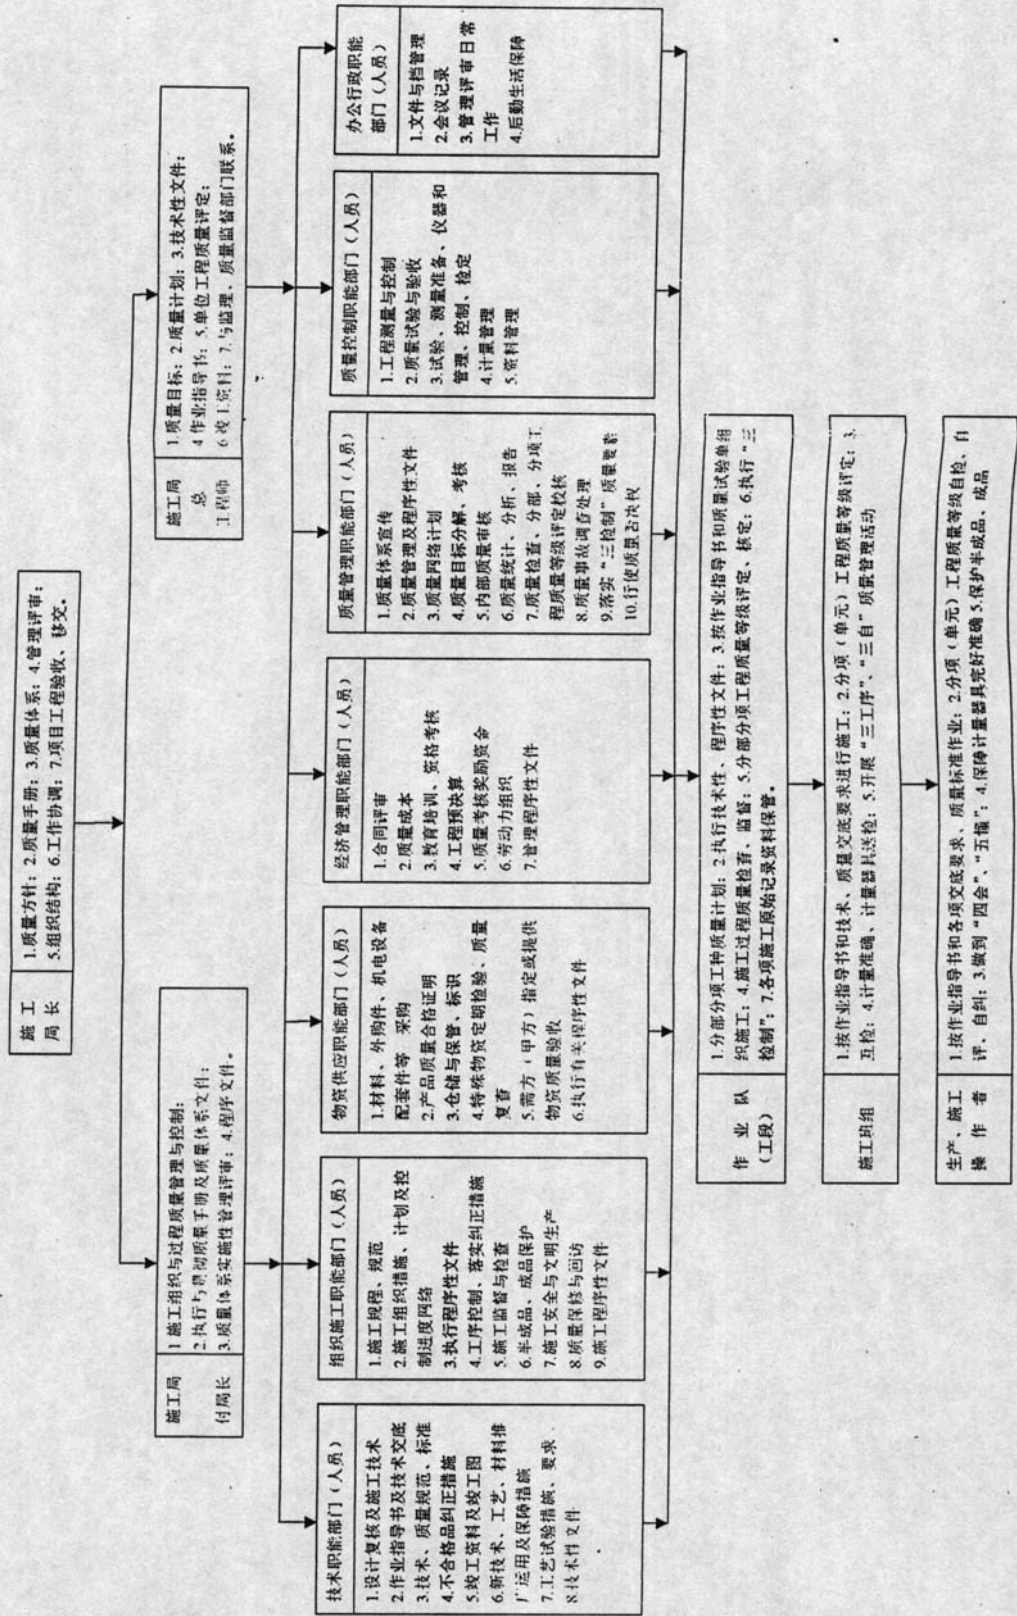 施 工
局 长
1.质量方针；2.质量手册；3.质量体系；4.管理评审；
5.组织结构；6.工作协调；7.项目工程验收、移交。
施工局
付局长
1 施工组织与过程质量管理与控制；
2 执行与贯彻质量手册及质量体系文件；
3.质量体系实施性管理评审；4.程序文件。
施工局
总
工程师
1.质量目标；2.质量计划；3.技术性文件；
4 作业指导书；5.单位工程质量评定；
6 竣工资料；7.与监理、质量监督部门联系。
技术职能部门（人员）
1.设计复核及施工技术
2.作业指导书及技术交底
3.技术、质量规范、标准
4.不合格品纠正措施
5.竣工资料及竣工图
6.新技术、工艺、材料推
广运用及保障措施
7.工艺试验措施、要求
8.技术性文件
组织施工职能部门（人员）
1.施工规程、规范
2.施工组织措施、计划及控
制进度网络
3.执行程序性文件
4.工序控制、落实纠正措施
5.施工监督与检查
6.半成品、成品保护
7.施工安全与文明生产
8.质量保修与回访
9.施工程序性文件
物资供应职能部门（人员）
1.材料、外购件、机电设备
配套件等 采购
2.产品质量合格证明
3.仓储与保管、标识
4.特殊物资定期检验、质量
复查
5.需方（甲方）指定或提供
物资质量验收
6.执行有关程序性文件
经济管理职能部门（人员）
1.合同评审
2.质量成本
3.教育培训、资格考核
4.工程预决算
5.质量考核奖励资金
6.劳动力组织
7.管理程序性文件
质量管理职能部门（人员）
1.质量体系宣传
2.质量管理及程序性文件
3.质量网络计划
4.质量目标分解、考核
5.内部质量审核
6.质量统计、分析、报告
7.质量检查、分部、分项工
程质量等级评定校核
8.质量事故调查处理
9.落实“三检制”质量要素
10.行使质量否决权
质量控制职能部门（人员）
1.工程测量与控制
2.质量试验与验收
3.试验、测量准备、仪器和
管理、控制、检定
4.计量管理
5.资料管理
办公行政职能
部门（人员）
1.文件与档管理
2.会议记录
3.管理评审日常
工作
4.后勤生活保障
作 业 队
（工段）
1.分部分项工种质量计划；2.执行技术性、程序性文件；3.按作业指导书和质量试验单组
织施工；4.施工过程质量检查、监督；5.分部分项工程质量等级评定、核定；6.执行“三
检制”；7.各项施工原始记录资料保管。
施工班组
1.按作业指导书和技术、质量交底要求进行施工；2.分项（单元）工程质量等级评定；3.
互检；4.计量准确、计量器具送检；5.开展“三工序”、“三自”质量管理活动
生产、施工
操 作 者
1.按作业指导书和各项交底要求、质量标准作业；2.分项（单元）工程质量等级自检、自
评、自纠；3.做到“四会”、“五懂”；4.保障计量器具完好准确 5.保护半成品、成品